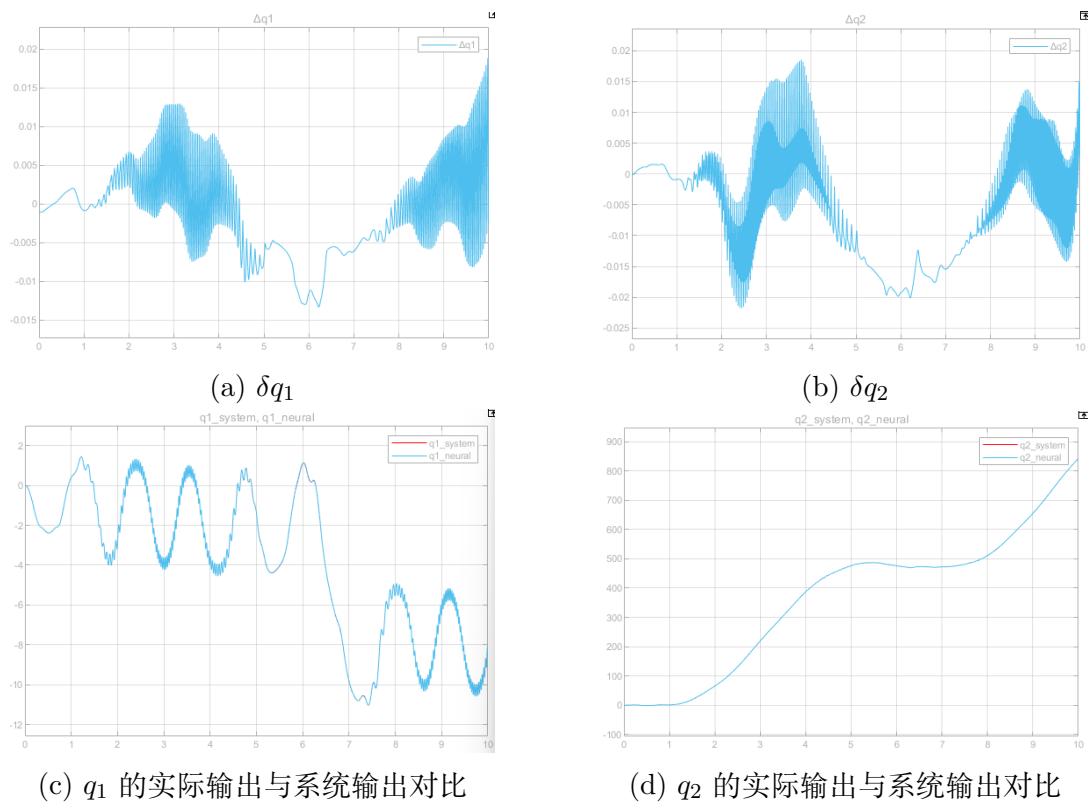 Δq1
Δq1
0.02
0.015
0.01
0.005
0
-0.005
-0.01
-0.015
0 1 2 3 4 5 6 7 8 9 10
(a) δq1
Δq2
Δq2
0.02
0.015
0.01
0.005
0
-0.005
-0.01
-0.015
-0.02
-0.025
0 1 2 3 4 5 6 7 8 9 10
(b) δq2
q1_system, q1_neural
q1_system
q1_neural
2
0
-2
-4
-6
-8
-10
-12
0 1 2 3 4 5 6 7 8 9 10
(c) q1 的实际输出与系统输出对比
q2_system, q2_neural
q2_system
q2_neural
900
800
700
600
500
400
300
200
100
0
-100
0 1 2 3 4 5 6 7 8 9 10
(d) q2 的实际输出与系统输出对比